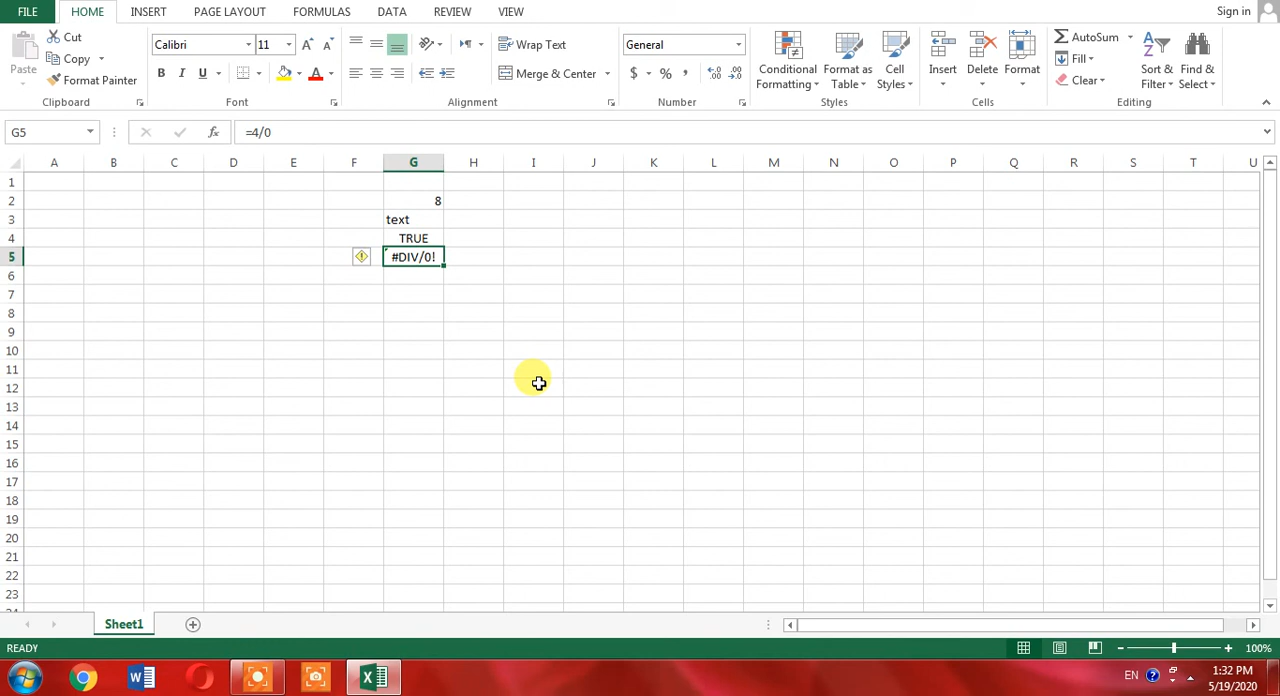 FILE HOME INSERT PAGE LAYOUT FORMULAS DATA REVIEW VIEW Sign in
Paste Cut
Copy
Format Painter
Clipboard
Calibri 11
B I U
Font
Wrap Text
Merge & Center
Alignment
General
$ % ,
Number
Conditional Formatting
Format as Table
Cell Styles
Styles
Insert Delete Format
Cells
AutoSum
Fill
Clear
Sort & Filter
Find & Select
Editing
G5 fx =4/0
A B C D E F G H I J K L M N O P Q R S T U
1
2 8
3 text
4 TRUE
5 #DIV/0!
6
7
8
9
10
11
12
13
14
15
16
17
18
19
20
21
22
23
24
Sheet1
READY 100%
EN 1:32 PM
5/19/2020